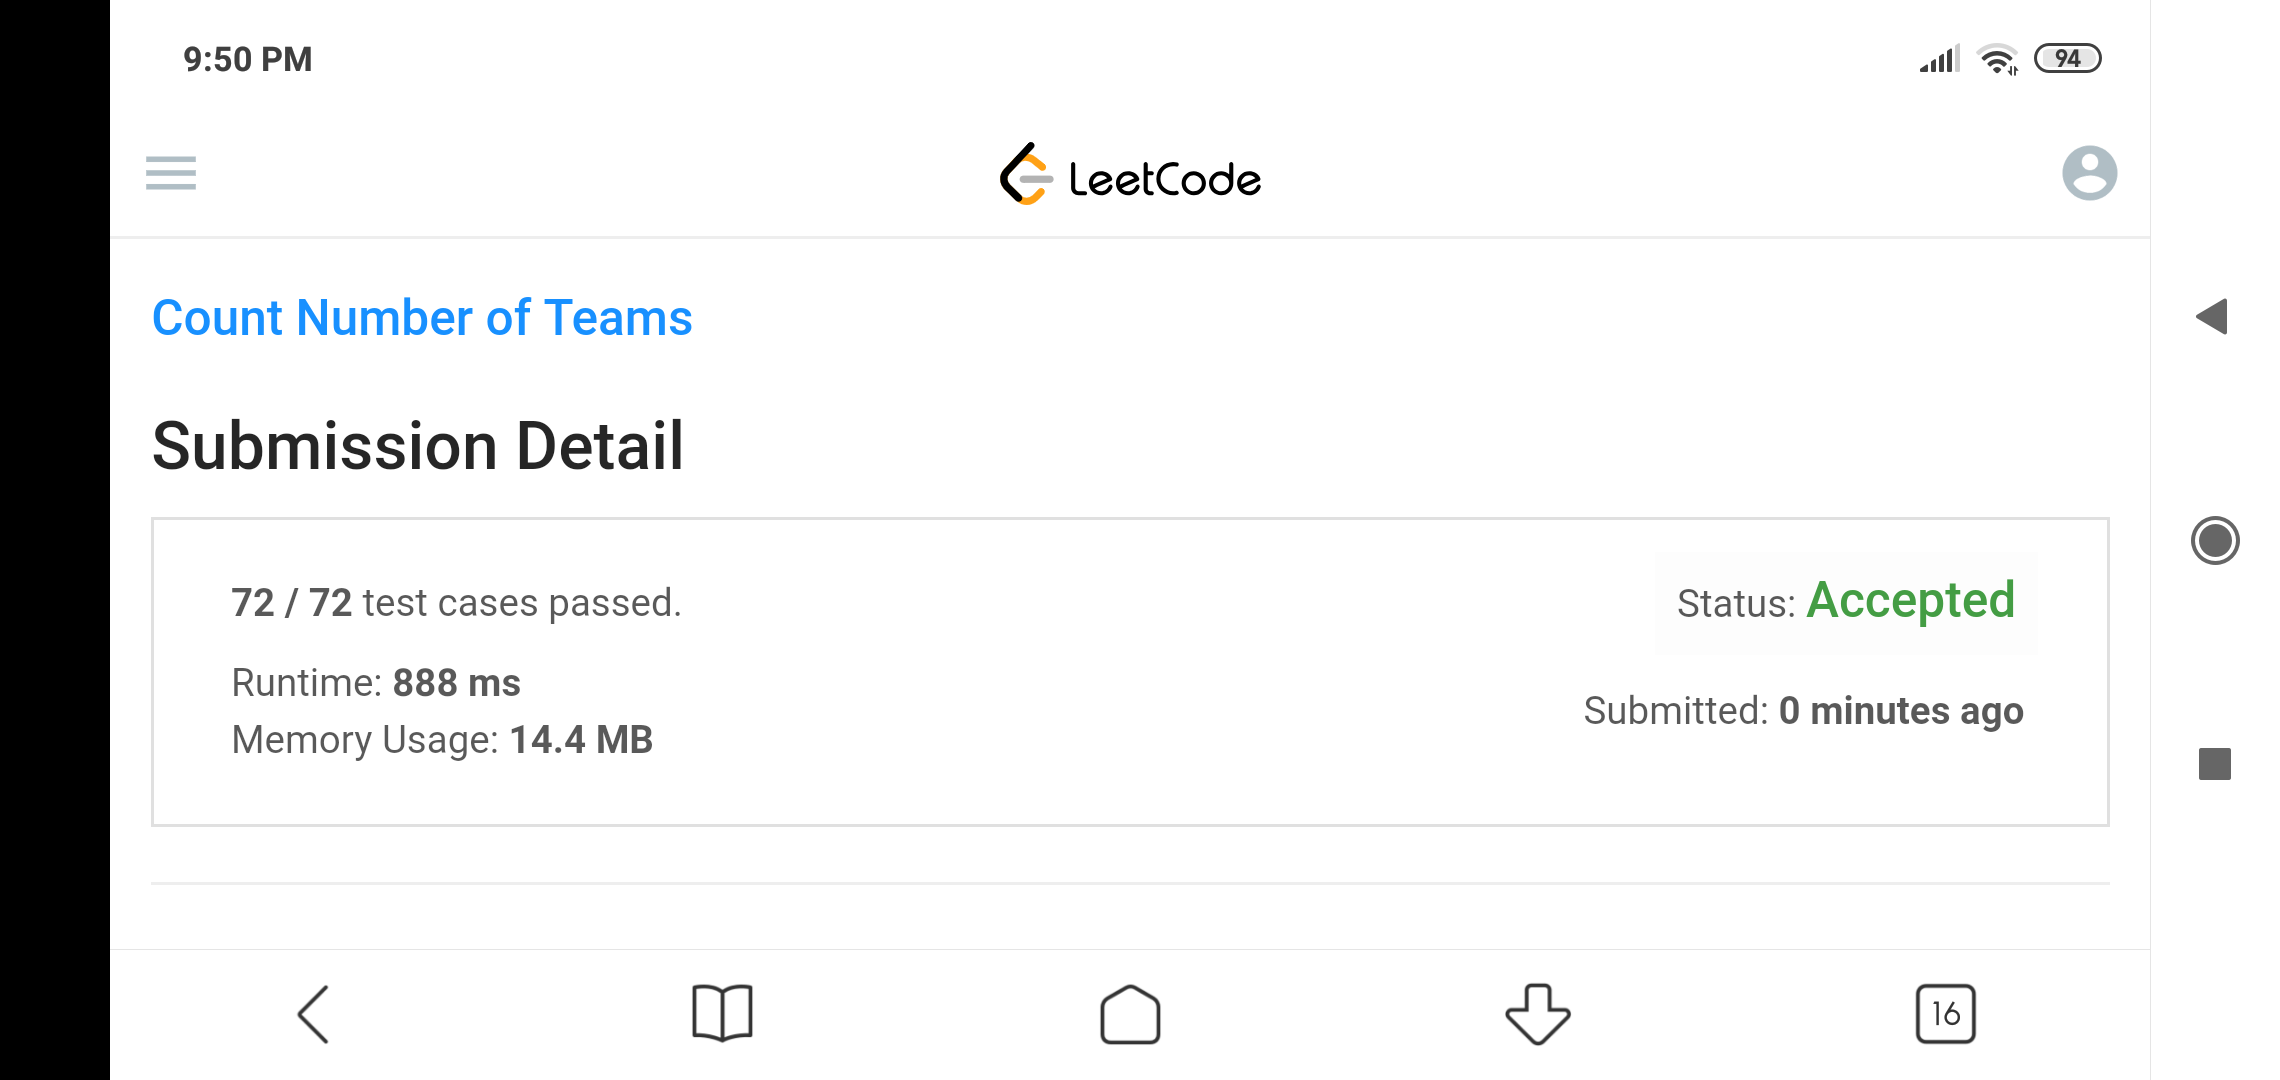 9:50 PM
94
LeetCode
Count Number of Teams
Submission Detail
72 / 72 test cases passed.
Status: Accepted
Runtime: 888 ms
Submitted: 0 minutes ago
Memory Usage: 14.4 MB
16